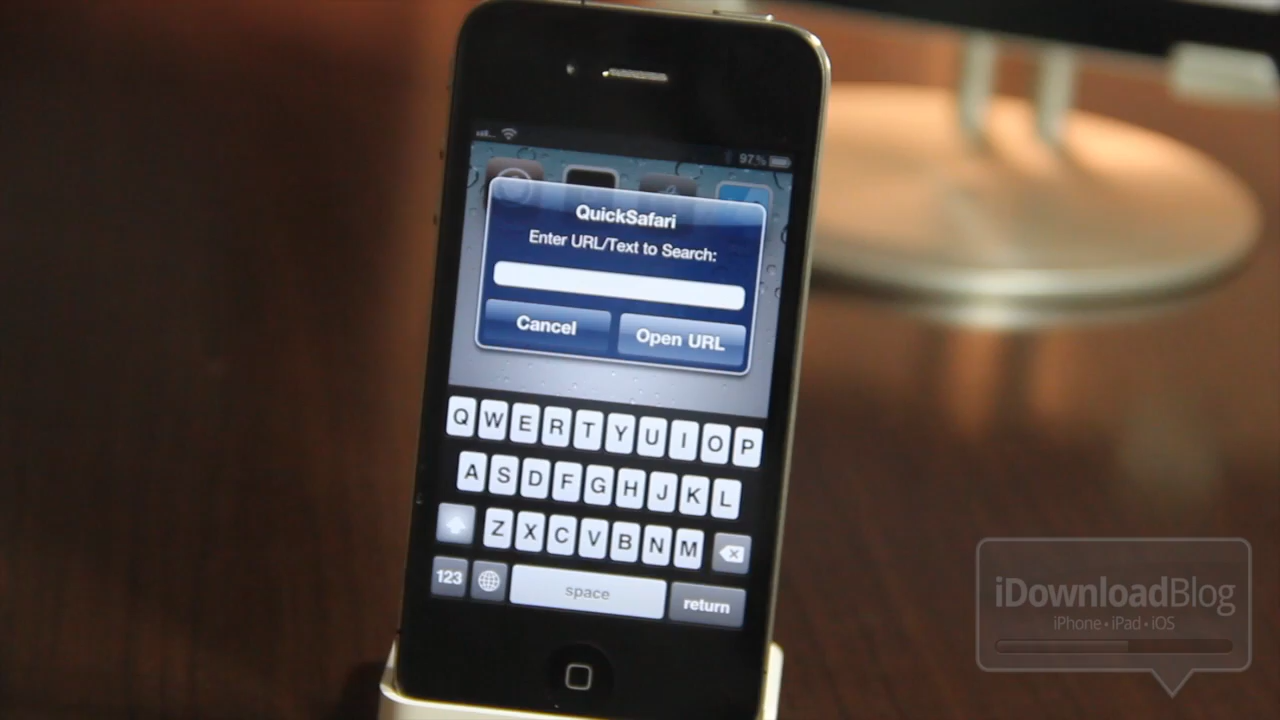 97%
QuickSafari
Enter URL/Text to Search:
Cancel
Open URL
Q W E R T Y U I O P
A S D F G H J K L
Z X C V B N M
123
space
return
iDownloadBlog
iPhone • iPad • iOS